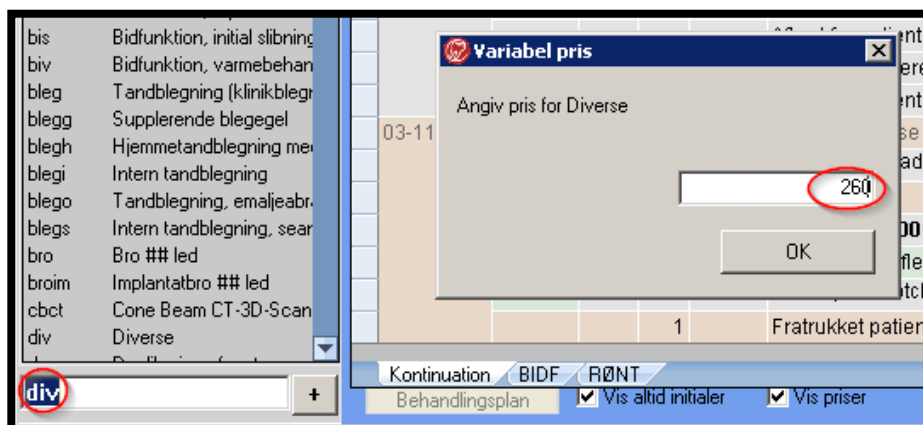 bis Bidfunktion, initial slibning
biv Bidfunktion, varmebehan
bleg Tandblegning (klinikblegn
blegg Supplerende blegegel
blegh Hjemmetandblegning me
blegi Intern tandblegning
blego Tandblegning, emaljeabr
blegs Intern tandblegning, sear
bro Bro ## led
broim Implantatbro ## led
cbct Cone Beam CT-3D-Scan
div Diverse
div
+
03-11
Variabel pris
Angiv pris for Diverse
260
OK
1 Fratrukket patien
Kontinuation BIDF RØNT
Behandlingsplan Vis altid initialer Vis priser